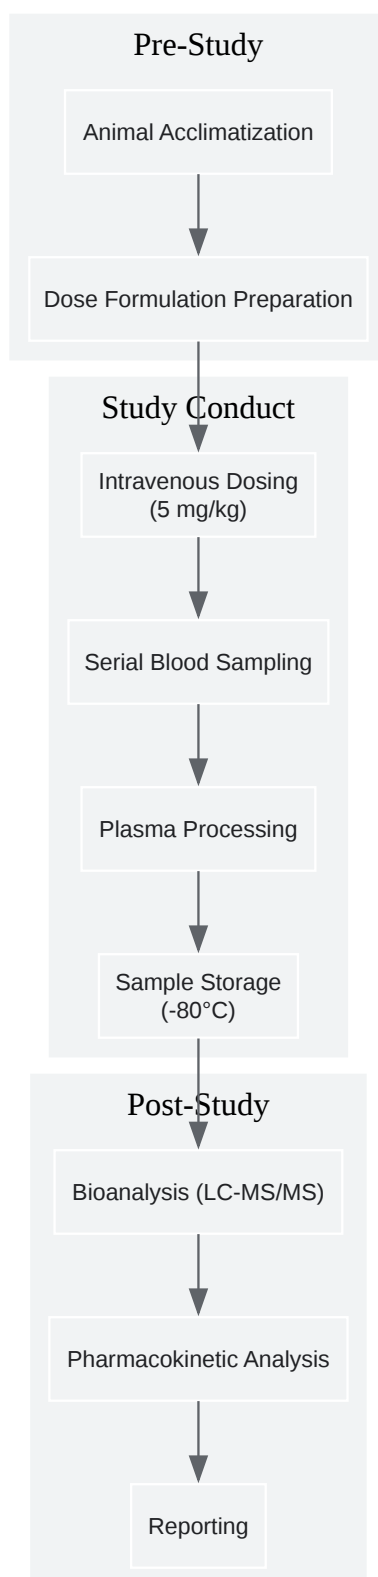 Pre-Study
Animal Acclimatization
Dose Formulation Preparation
Study Conduct
Intravenous Dosing
(5 mg/kg)
Serial Blood Sampling
Plasma Processing
Sample Storage
(-80°C)
Post-Study
Bioanalysis (LC-MS/MS)
Pharmacokinetic Analysis
Reporting